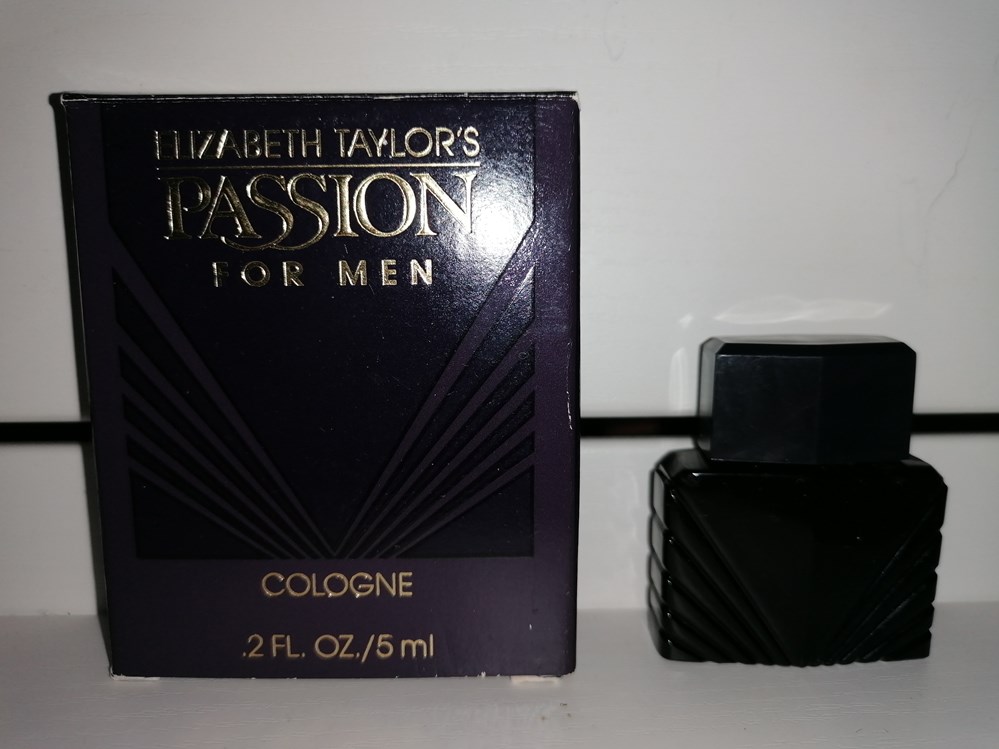 ELIZABETH TAYLOR'S
PASSION
FOR MEN
COLOGNE
.2 FL. OZ./5 ml